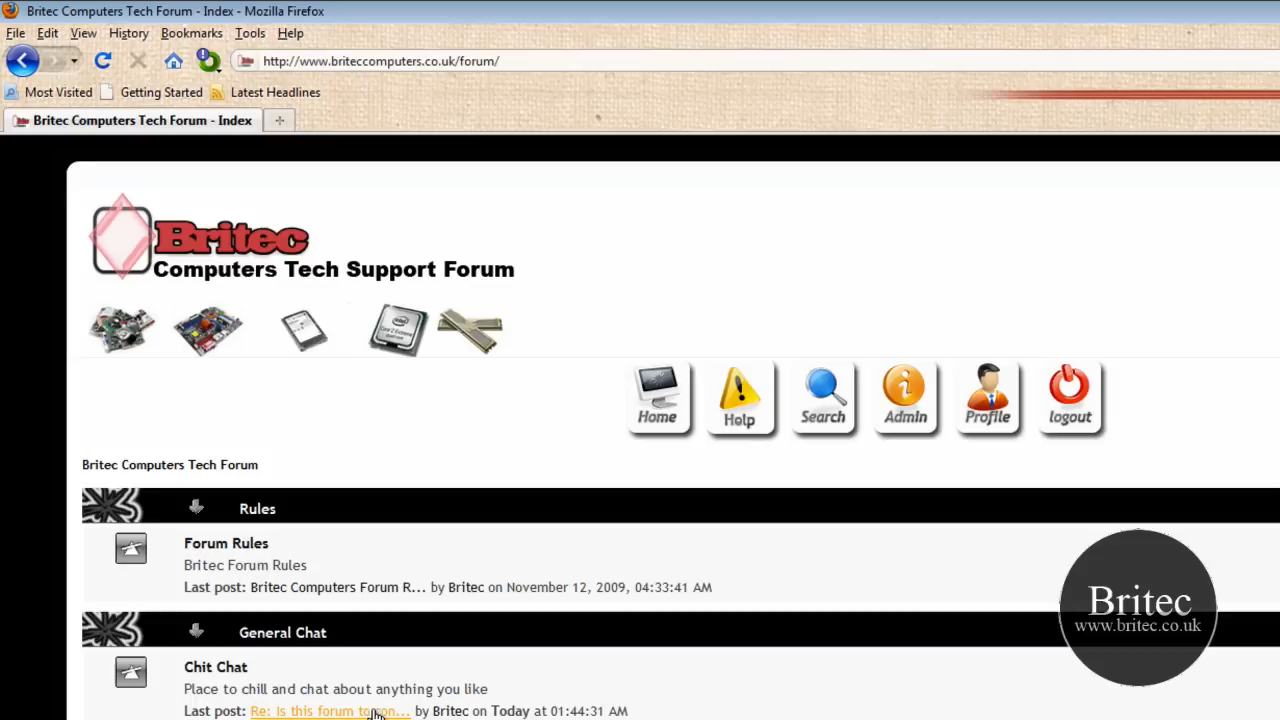 Britec Computers Tech Forum - Index - Mozilla Firefox
File Edit View History Bookmarks Tools Help
http://www.briteccomputers.co.uk/forum/
Most Visited Getting Started Latest Headlines
Britec Computers Tech Forum - Index
Britec
Computers Tech Support Forum
Home Help Search Admin Profile logout
Britec Computers Tech Forum
Rules
Forum Rules
Britec Forum Rules
Last post: Britec Computers Forum R... by Britec on November 12, 2009, 04:33:41 AM
General Chat
Chit Chat
Place to chill and chat about anything you like
Last post: Re: Is this forum by Britec on Today at 01:44:31 AM
Britec
www.britec.co.uk